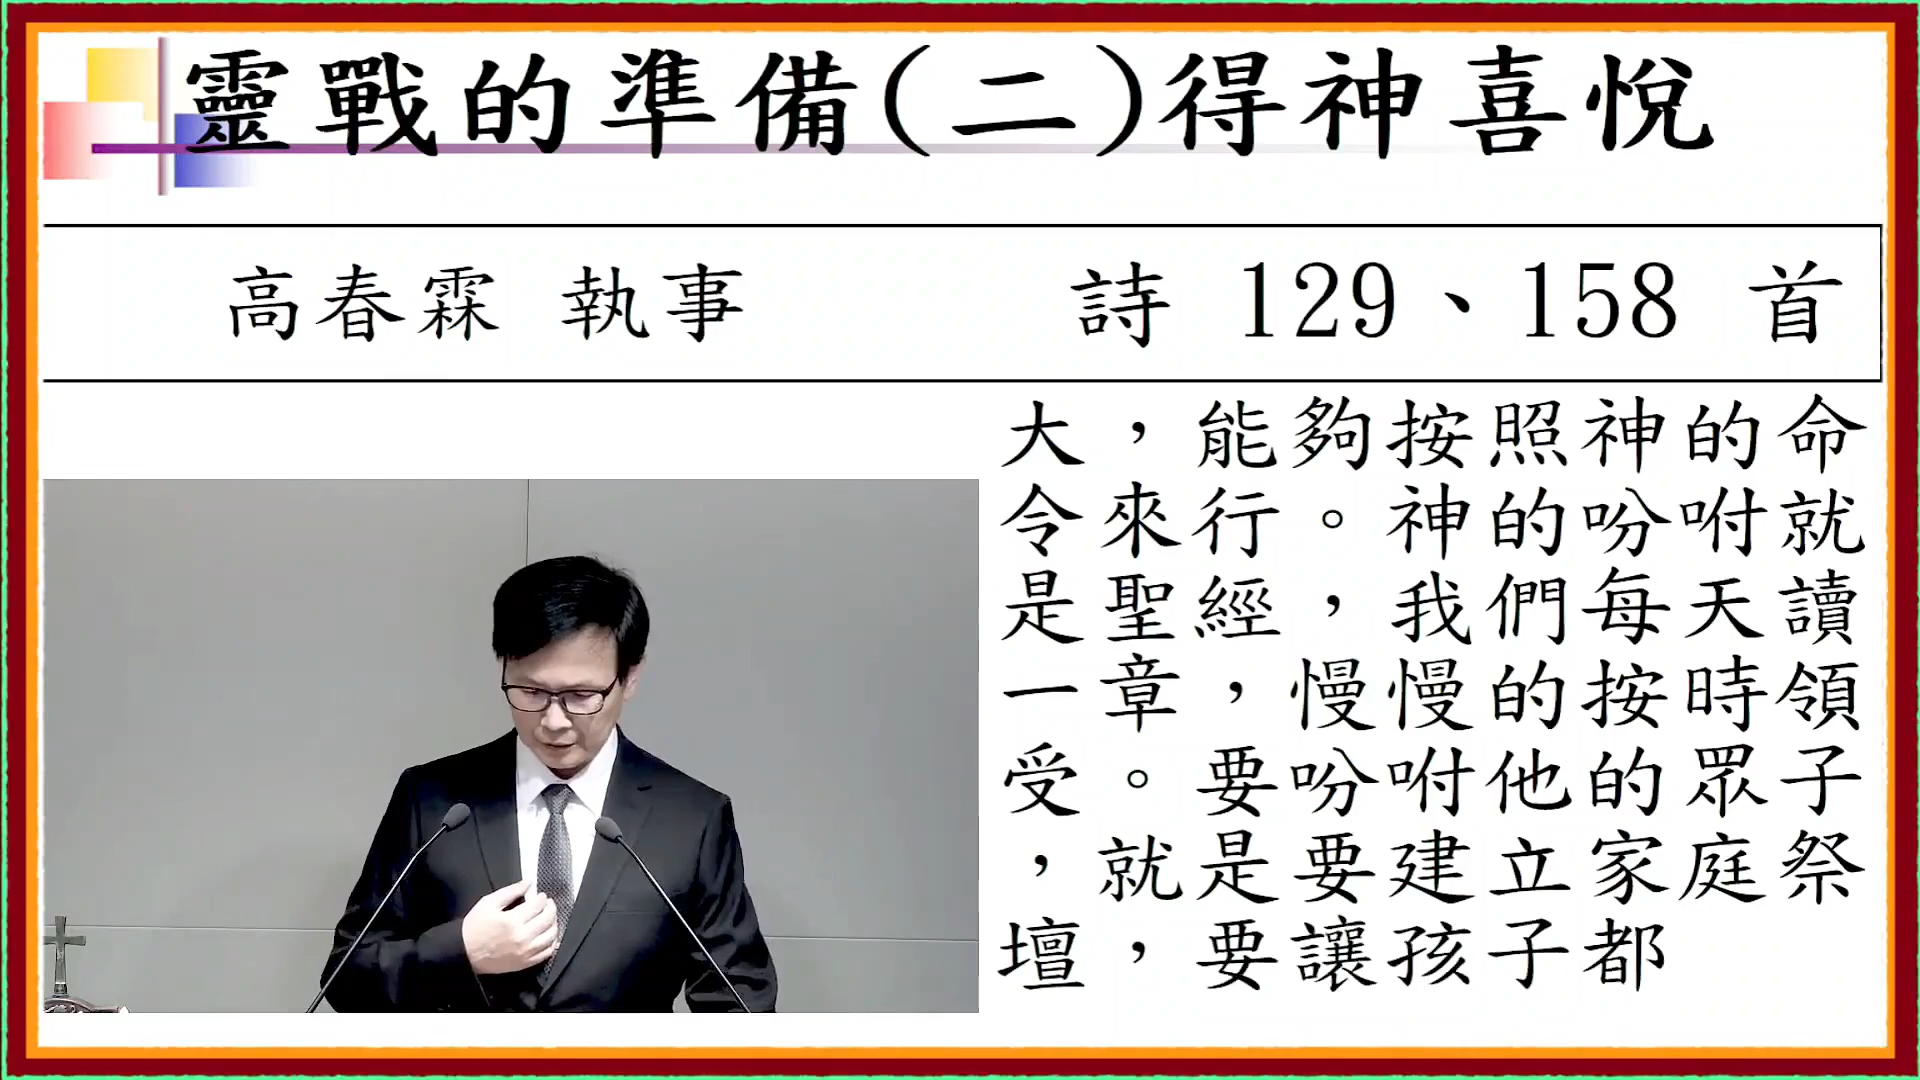 靈戰的準備(二)得神喜悅
高春霖 執事 詩 129、158 首
大，能夠按照神的命
令來行。神的吩咐就
是聖經，我們每天讀
一章，慢慢的按時領
受。要吩咐他的眾子
，就是要建立家庭祭
壇，要讓孩子都